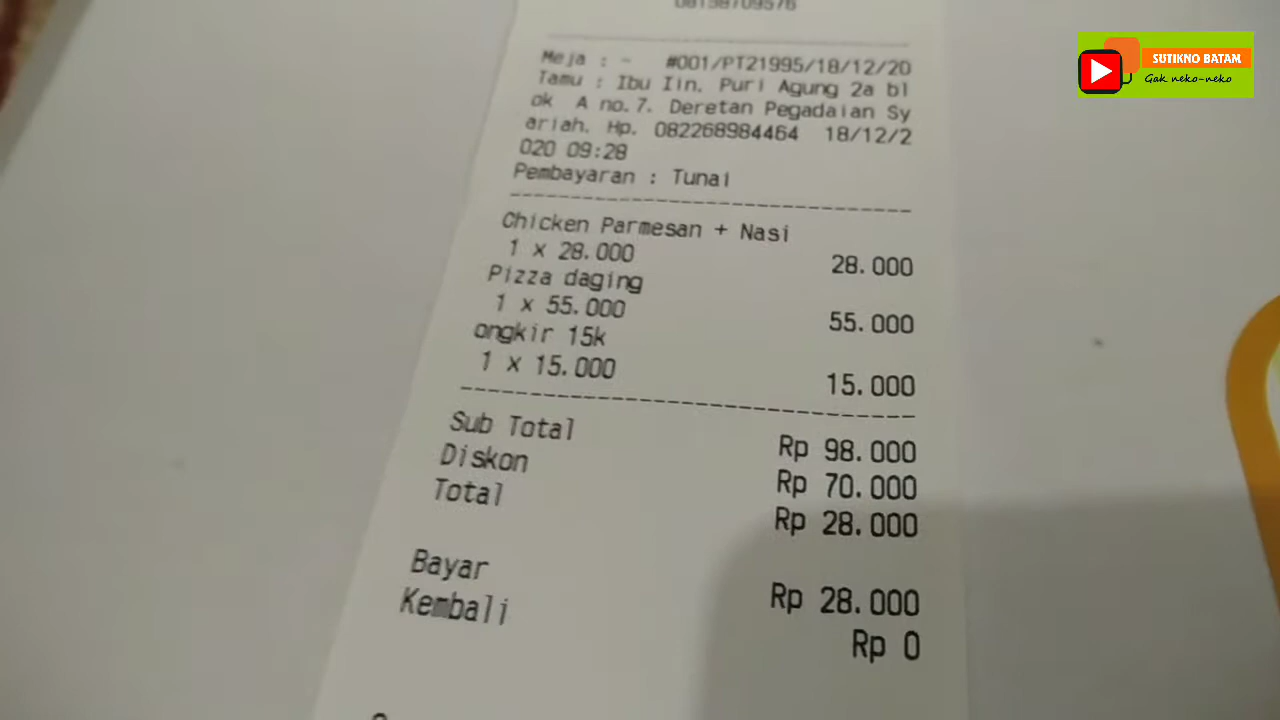 08158709576
Meja : - #001/PT21995/18/12/20
Tamu : Ibu Iin, Puri Agung 2a bl
ok A no.7. Deretan Pegadaian Sy
ariah. Hp. 082268984464 18/12/2
020 09:28
Pembayaran : Tunai
Chicken Parmesan + Nasi
1 x 28.000 28.000
Pizza daging
1 x 55.000 55.000
ongkir 15k
1 x 15.000 15.000
Sub Total Rp 98.000
Diskon Rp 70.000
Total Rp 28.000
Bayar Rp 28.000
Kembali Rp 0
SUTIKNO BATAM
Gak neko-neko